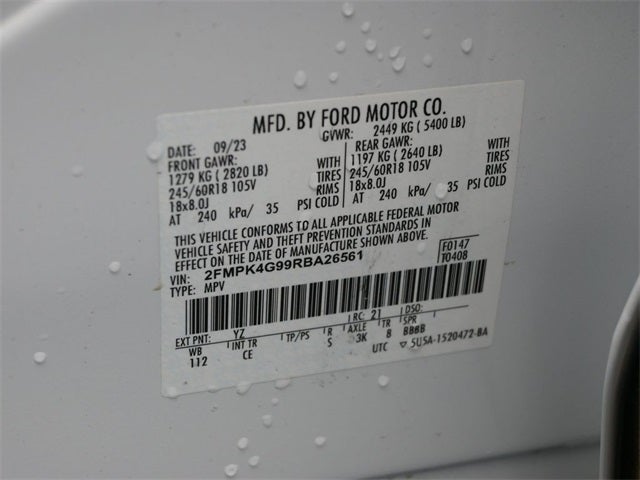 MFD. BY FORD MOTOR CO.
DATE: 09/23 GVWR: 2449 KG ( 5400 LB)
FRONT GAWR: REAR GAWR:
1279 KG ( 2820 LB) WITH 1197 KG ( 2640 LB) WITH
245/60R18 105V TIRES 245/60R18 105V TIRES
18x8.0J RIMS 18x8.0J RIMS
AT 240 kPa/ 35 PSI COLD AT 240 kPa/ 35 PSI COLD
THIS VEHICLE CONFORMS TO ALL APPLICABLE FEDERAL MOTOR
VEHICLE SAFETY AND THEFT PREVENTION STANDARDS IN
EFFECT ON THE DATE OF MANUFACTURE SHOWN ABOVE.
VIN: 2FMPK4G99RBA26561 F0147
TYPE: MPV T0408
EXT PNT: YZ RC: 21 DSO:
WB INT TR TP/PS R AXLE TR SPR
112 CE S 3K 8 BBBB
UTC 5U5A-1520472-BA